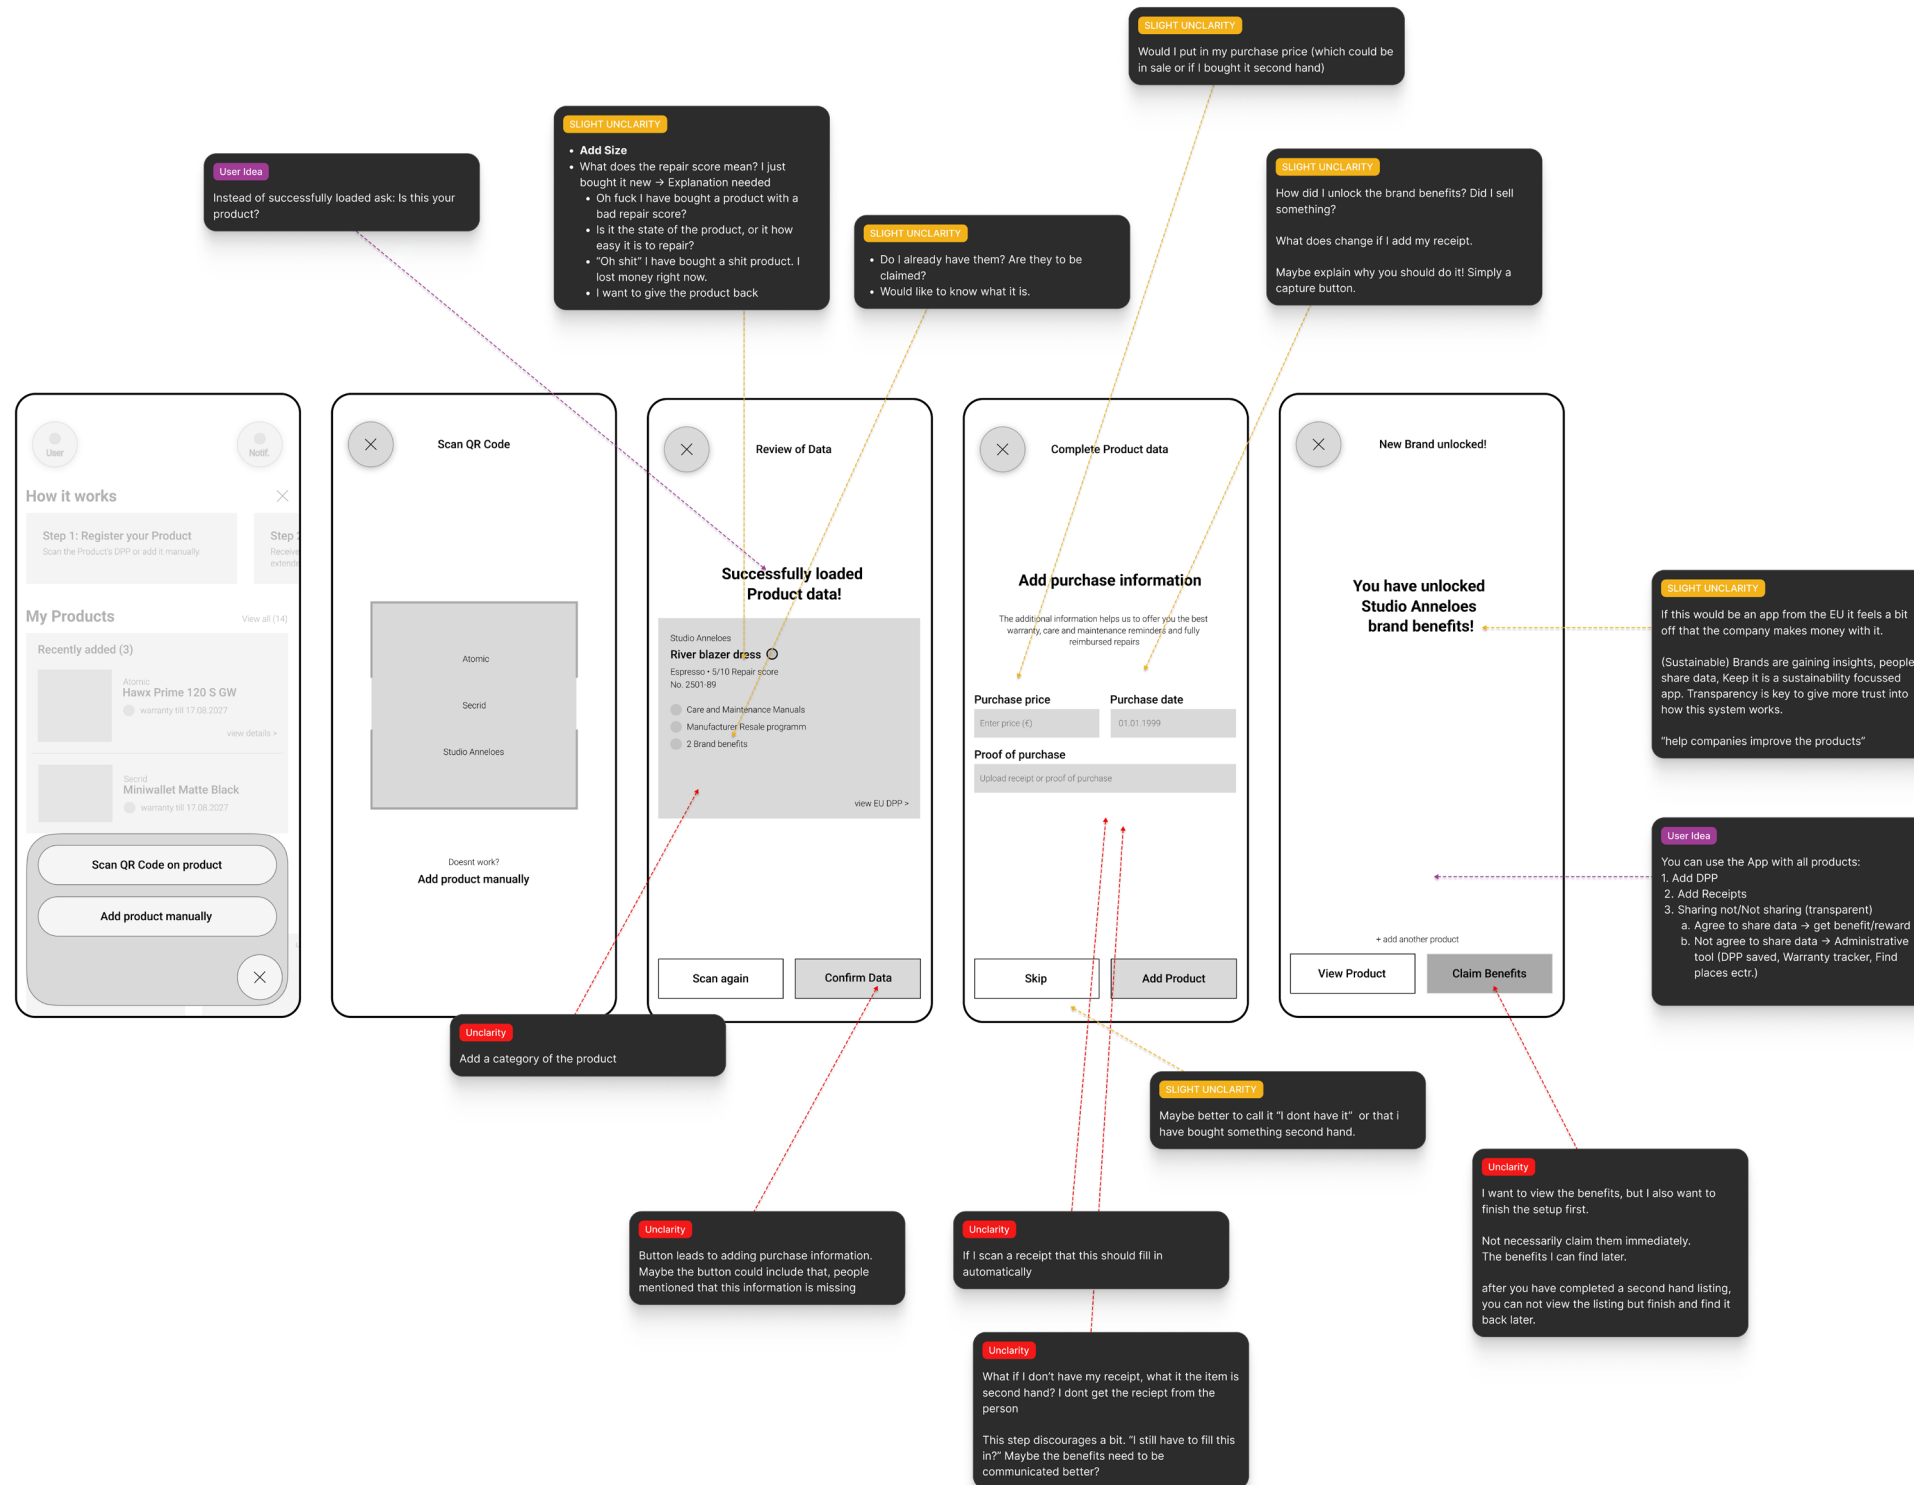 SLIGHT UNCLARITY
Would I put in my purchase price (which could be
in sale or if I bought it second hand)
SLIGHT UNCLARITY
• Add Size
• What does the repair score mean? I just
bought it new → Explanation needed
• Oh fuck I have bought a product with a
bad repair score?
• Is it the state of the product, or it how
easy it is to repair?
• “Oh shit” I have bought a shit product. I
lost money right now.
• I want to give the product back
User Idea
Instead of successfully loaded ask: Is this your
product?
SLIGHT UNCLARITY
How did I unlock the brand benefits? Did I sell
something?
What does change if I add my receipt.
Maybe explain why you should do it! Simply a
capture button.
SLIGHT UNCLARITY
• Do I already have them? Are they to be
claimed?
• Would like to know what it is.
User
Notif.
How it works
Step 1: Register your Product
Scan the Product's DPP or add it manually.
Step 2
Receive
extende
My Products
View all (14)
Recently added (3)
Atomic
Hawx Prime 120 S GW
warranty till 17.08.2027
view details >
Secrid
Miniwallet Matte Black
warranty till 17.08.2027
Scan QR Code on product
Add product manually
Scan QR Code
Atomic
Secrid
Studio Anneloes
Doesnt work?
Add product manually
Review of Data
Successfully loaded
Product data!
Studio Anneloes
River blazer dress
Espresso • 5/10 Repair score
No. 2501-89
Care and Maintenance Manuals
Manufacturer Resale programm
2 Brand benefits
view EU DPP >
Scan again
Confirm Data
Complete Product data
Add purchase information
The additional information helps us to offer you the best
warranty, care and maintenance reminders and fully
reimbursed repairs
Purchase price
Purchase date
Enter price (€)
01.01.1999
Proof of purchase
Upload receipt or proof of purchase
Skip
Add Product
New Brand unlocked!
You have unlocked
Studio Anneloes
brand benefits!
+ add another product
View Product
Claim Benefits
SLIGHT UNCLARITY
If this would be an app from the EU it feels a bit
off that the company makes money with it.
(Sustainable) Brands are gaining insights, people
share data, Keep it is a sustainability focussed
app. Transparency is key to give more trust into
how this system works.
“help companies improve the products”
User Idea
You can use the App with all products:
1. Add DPP
2. Add Receipts
3. Sharing not/Not sharing (transparent)
a. Agree to share data → get benefit/reward
b. Not agree to share data → Administrative
tool (DPP saved, Warranty tracker, Find
places ectr.)
Unclarity
Add a category of the product
SLIGHT UNCLARITY
Maybe better to call it “I dont have it” or that i
have bought something second hand.
Unclarity
I want to view the benefits, but I also want to
finish the setup first.
Not necessarily claim them immediately.
The benefits I can find later.
after you have completed a second hand listing,
you can not view the listing but finish and find it
back later.
Unclarity
Button leads to adding purchase information.
Maybe the button could include that, people
mentioned that this information is missing
Unclarity
If I scan a receipt that this should fill in
automatically
Unclarity
What if I don’t have my receipt, what it the item is
second hand? I dont get the reciept from the
person
This step discourages a bit. “I still have to fill this
in?” Maybe the benefits need to be
communicated better?